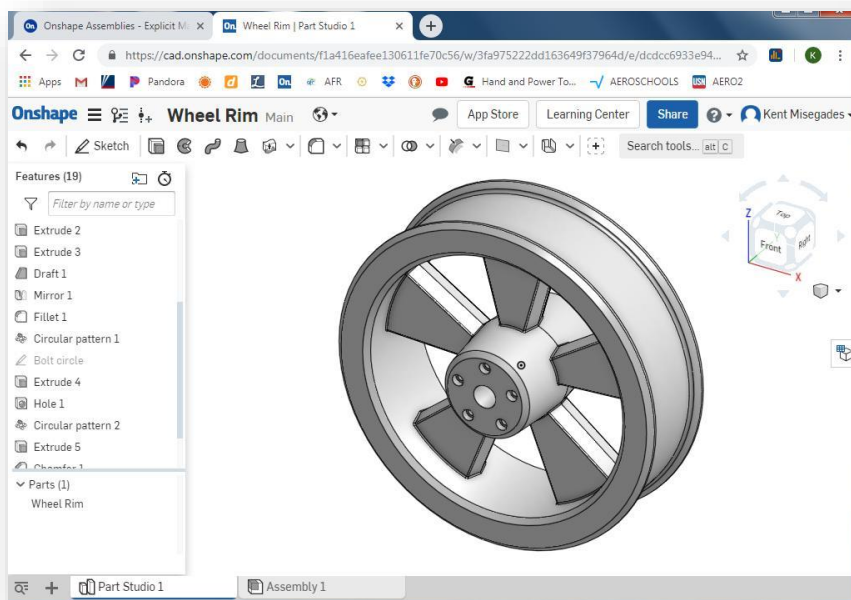 Onshape Assemblies - Explicit M
Wheel Rim | Part Studio 1
https://cad.onshape.com/documents/f1a416eafee130611fe70c56/w/3fa975222dd163649f37964d/e/dcdcc6933e94...
K
Apps
Pandora
On
AFR
G Hand and Power To...
AEROSCHOOLS
USN AERO2
Onshape
Wheel Rim Main
App Store
Learning Center
Share
Kent Misegades
Sketch
Search tools... alt C
Features (19)
Filter by name or type
Extrude 2
Extrude 3
Draft 1
Mirror 1
Fillet 1
Circular pattern 1
Bolt circle
Extrude 4
Hole 1
Circular pattern 2
Extrude 5
Chamfer 1
Parts (1)
Wheel Rim
Z
Top
Front
Right
X
Part Studio 1
Assembly 1